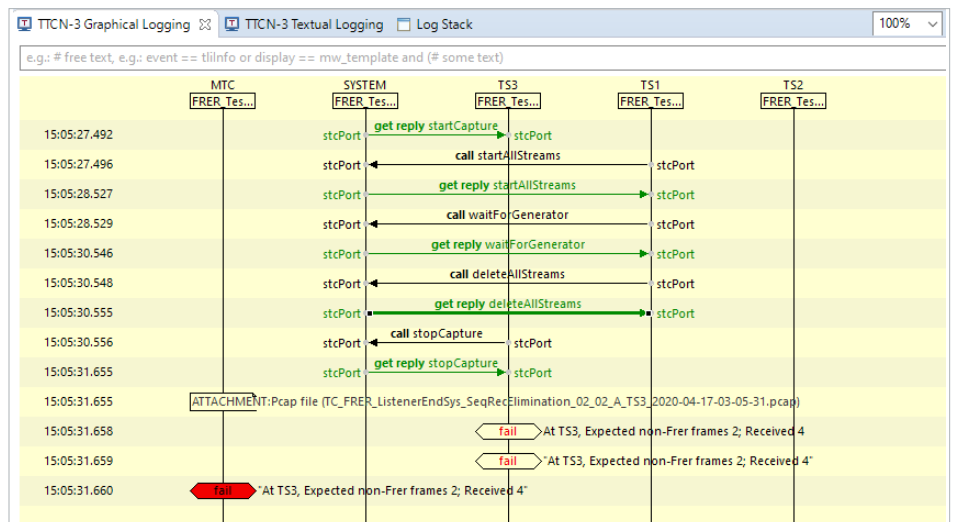 TTCN-3 Graphical Logging TTCN-3 Textual Logging Log Stack 100%
e.g.: # free text, e.g.: event == tliInfo or display == mw_template and (# some text)
MTC SYSTEM TS3 TS1 TS2
FRER_Tes... FRER_Tes... FRER_Tes... FRER_Tes... FRER_Tes...
15:05:27.492 stcPort get reply startCapture stcPort
15:05:27.496 stcPort call startAllStreams stcPort
15:05:28.527 stcPort get reply startAllStreams stcPort
15:05:28.529 stcPort call waitForGenerator stcPort
15:05:30.546 stcPort get reply waitForGenerator stcPort
15:05:30.548 stcPort call deleteAllStreams stcPort
15:05:30.555 stcPort get reply deleteAllStreams stcPort
15:05:30.556 stcPort call stopCapture stcPort
15:05:31.655 stcPort get reply stopCapture stcPort
15:05:31.655 ATTACHMENT:Pcap file (TC_FRER_ListenerEndSys_SeqRecElimination_02_02_A_TS3_2020-04-17-03-05-31.pcap)
15:05:31.658 fail At TS3, Expected non-Frer frames 2; Received 4
15:05:31.659 fail "At TS3, Expected non-Frer frames 2; Received 4"
15:05:31.660 fail "At TS3, Expected non-Frer frames 2; Received 4"